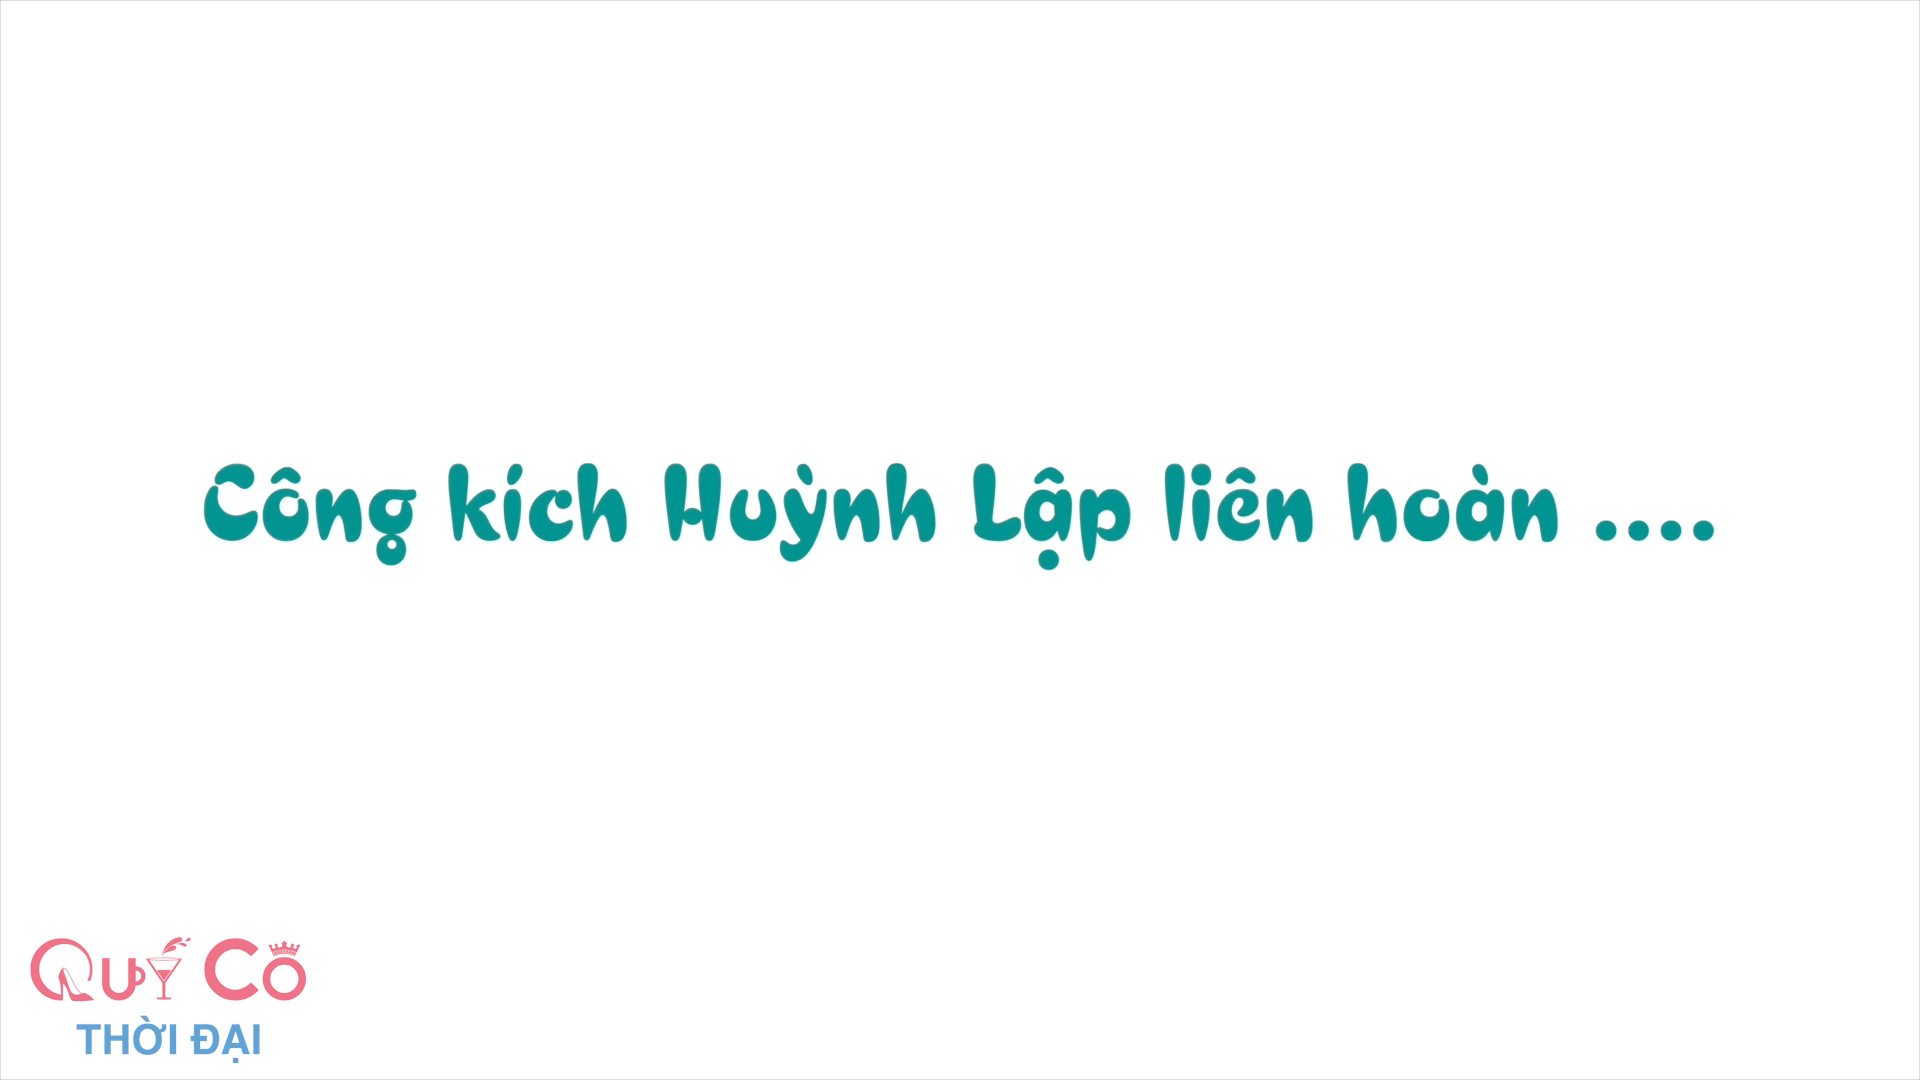 Công kích Huỳnh Lập liên hoàn ....
QUÝ CÔ
THỜI ĐẠI